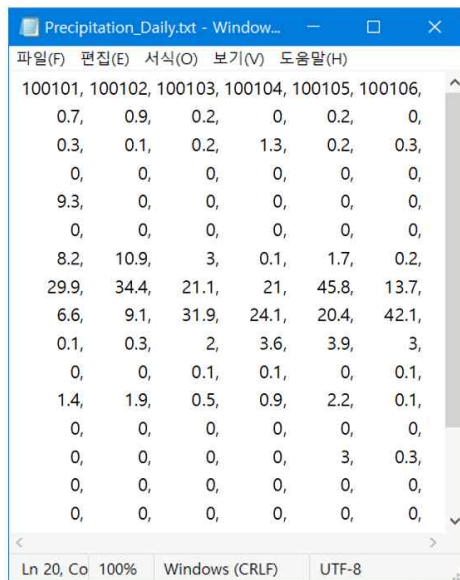 Precipitation_Daily.txt - Window...
파일(F) 편집(E) 서식(O) 보기(V) 도움말(H)
100101, 100102, 100103, 100104, 100105, 100106,
0.7, 0.9, 0.2, 0, 0.2, 0,
0.3, 0.1, 0.2, 1.3, 0.2, 0.3,
0, 0, 0, 0, 0, 0,
9.3, 0, 0, 0, 0, 0,
0, 0, 0, 0, 0, 0,
8.2, 10.9, 3, 0.1, 1.7, 0.2,
29.9, 34.4, 21.1, 21, 45.8, 13.7,
6.6, 9.1, 31.9, 24.1, 20.4, 42.1,
0.1, 0.3, 2, 3.6, 3.9, 3,
0, 0, 0.1, 0.1, 0, 0.1,
1.4, 1.9, 0.5, 0.9, 2.2, 0.1,
0, 0, 0, 0, 0, 0,
0, 0, 0, 0, 3, 0.3,
0, 0, 0, 0, 0, 0,
0, 0, 0, 0, 0, 0,
Ln 20, Co 100% Windows (CRLF) UTF-8